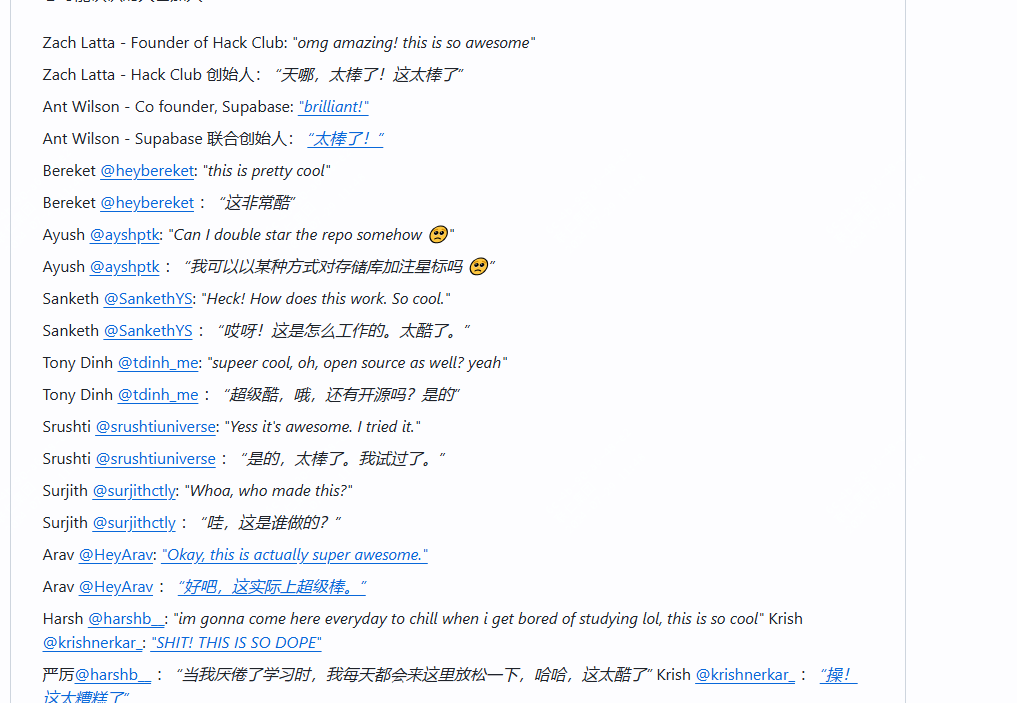 Zach Latta - Founder of Hack Club: "omg amazing! this is so awesome"
Zach Latta - Hack Club 创始人： “天哪，太棒了！这太棒了”
Ant Wilson - Co founder, Supabase: "brilliant!"
Ant Wilson - Supabase 联合创始人： “太棒了！”
Bereket @heybereket: "this is pretty cool"
Bereket @heybereket： “这非常酷”
Ayush @ayshptk: "Can I double star the repo somehow 🥺"
Ayush @ayshptk： “我可以以某种方式对存储库加注星标吗 🥺”
Sanketh @SankethYS: "Heck! How does this work. So cool."
Sanketh @SankethYS： “哎呀！这是怎么工作的。太酷了。”
Tony Dinh @tdinh_me: "supeer cool, oh, open source as well? yeah"
Tony Dinh @tdinh_me： “超级酷，哦，还有开源吗？是的”
Srushti @srushtiuniverse: "Yess it's awesome. I tried it."
Srushti @srushtiuniverse： “是的，太棒了。我试过了。”
Surjith @surjithctly: "Whoa, who made this?"
Surjith @surjithctly： “哇，这是谁做的？”
Arav @HeyArav: "Okay, this is actually super awesome."
Arav @HeyArav： “好吧，这实际上超级棒。”
Harsh @harshb__: "im gonna come here everyday to chill when i get bored of studying lol, this is so cool" Krish
@krishnerkar_: "SHIT! THIS IS SO DOPE"
严厉@harshb__： “当我厌倦了学习时，我每天都会来这里放松一下，哈哈，这太酷了” Krish @krishnerkar_： “操！
这太糟糕了”